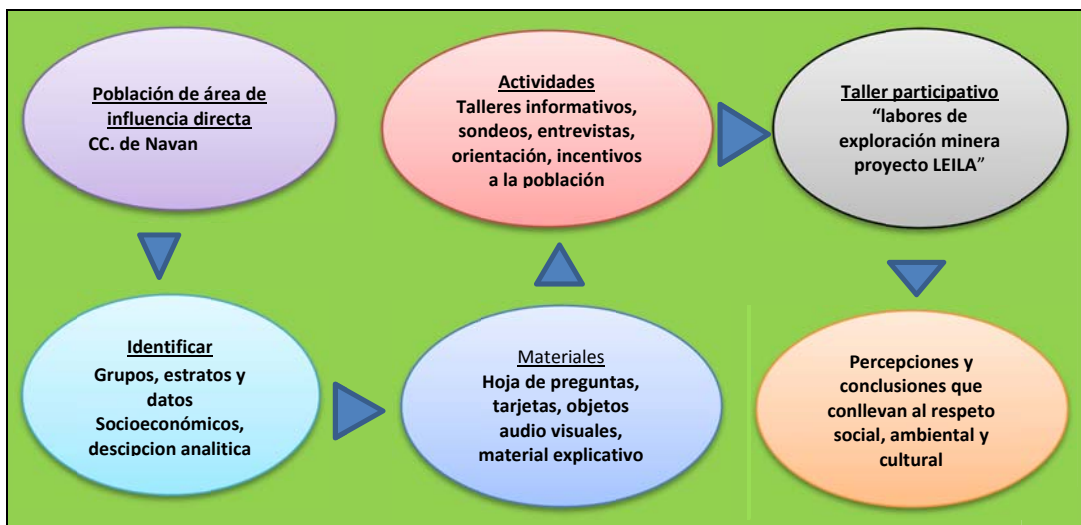 Población de área de
influencia directa
CC. de Navan
Identificar
Grupos, estratos y
datos
Socioeconómicos,
descipcion analitica
Materiales
Hoja de preguntas,
tarjetas, objetos
audio visuales,
material explicativo
Actividades
Talleres informativos,
sondeos, entrevistas,
orientación, incentivos
a la población
Taller participativo
“labores de
exploración minera
proyecto LEILA”
Percepciones y
conclusiones que
conllevan al respeto
social, ambiental y
cultural